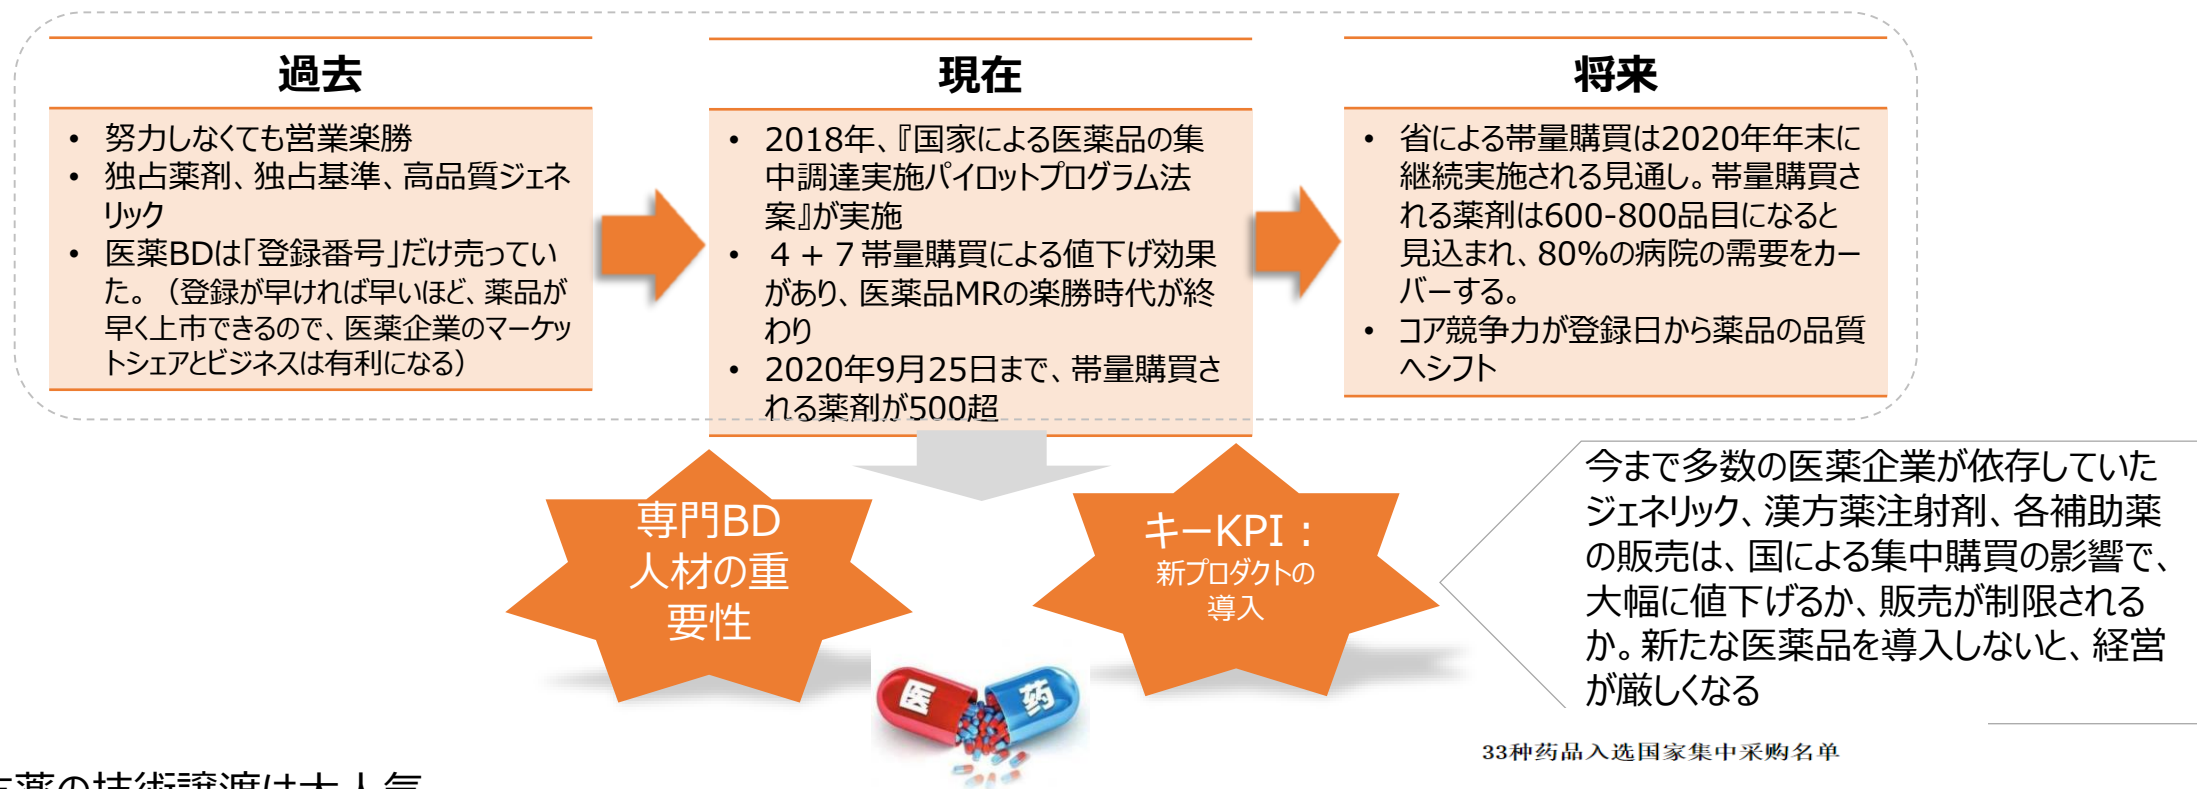 過去
• 努力しなくても営業楽勝
• 独占薬剤、独占基準、高品質ジェネ
リック
• 医薬BDは「登録番号」だけ売ってい
た。（登録が早ければ早いほど、薬品が
早く上市できるので、医薬企業のマーケッ
トシェアとビジネスは有利になる）
現在
• 2018年、『国家による医薬品の集
中調達実施パイロットプログラム法
案』が実施
• ４＋７帯量購買による値下げ効果
があり、医薬品MRの楽勝時代が終
わり
• 2020年9月25日まで、帯量購買さ
れる薬剤が500超
将来
• 省による帯量購買は2020年年末に
継続実施される見通し。帯量購買さ
れる薬剤は600-800品目になると
見込まれ、80%の病院の需要をカー
バーする。
• コア競争力が登録日から薬品の品質
へシフト
専門BD
人材の重
要性
キーKPI：
新プロダクトの
導入
今まで多数の医薬企業が依存していた
ジェネリック、漢方薬注射剤、各補助薬
の販売は、国による集中購買の影響で、
大幅に値下げるか、販売が制限される
か。新たな医薬品を導入しないと、経営
が厳しくなる
医 药
33种药品入选国家集中采购名单
薬の技術譲渡は大人気